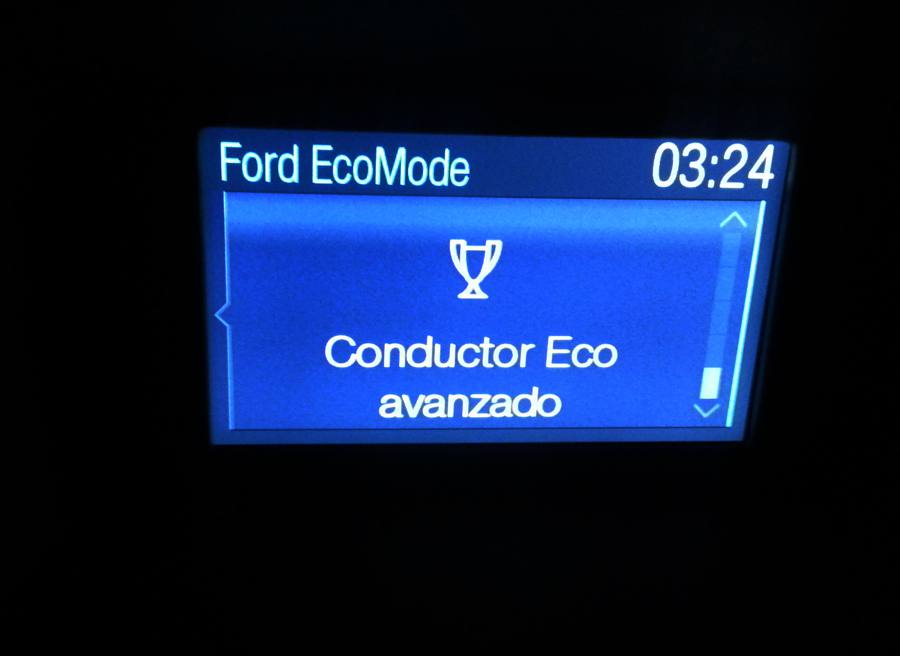 Ford EcoMode 03:24
Conductor Eco
avanzado